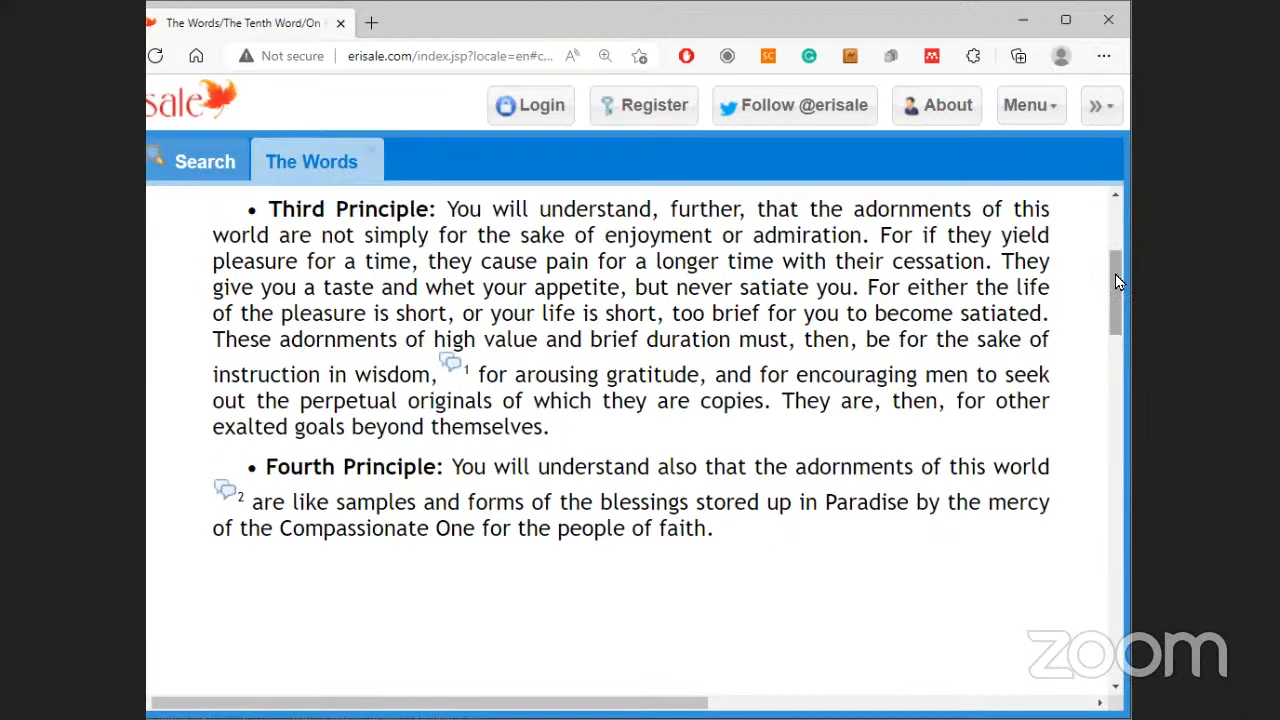 The Words/The Tenth Word/On
Not secure erisale.com/index.jsp?locale=en#c...
isale Login Register Follow @erisale About Menu
Search The Words
• Third Principle: You will understand, further, that the adornments of this
world are not simply for the sake of enjoyment or admiration. For if they yield
pleasure for a time, they cause pain for a longer time with their cessation. They
give you a taste and whet your appetite, but never satiate you. For either the life
of the pleasure is short, or your life is short, too brief for you to become satiated.
These adornments of high value and brief duration must, then, be for the sake of
instruction in wisdom, 1 for arousing gratitude, and for encouraging men to seek
out the perpetual originals of which they are copies. They are, then, for other
exalted goals beyond themselves.
• Fourth Principle: You will understand also that the adornments of this world
2 are like samples and forms of the blessings stored up in Paradise by the mercy
of the Compassionate One for the people of faith.
zoom